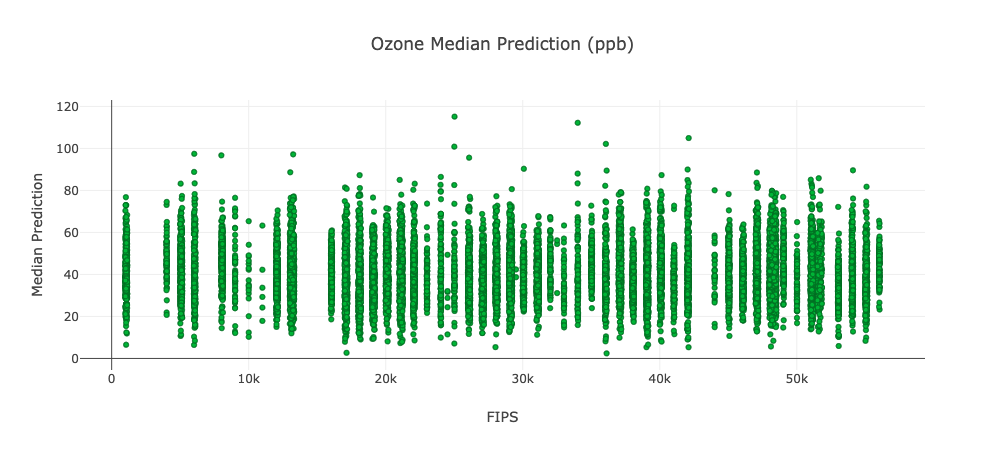 Ozone Median Prediction (ppb)
120
100
80
60
40
20
0
Median Prediction
0
10k
20k
30k
40k
50k
FIPS